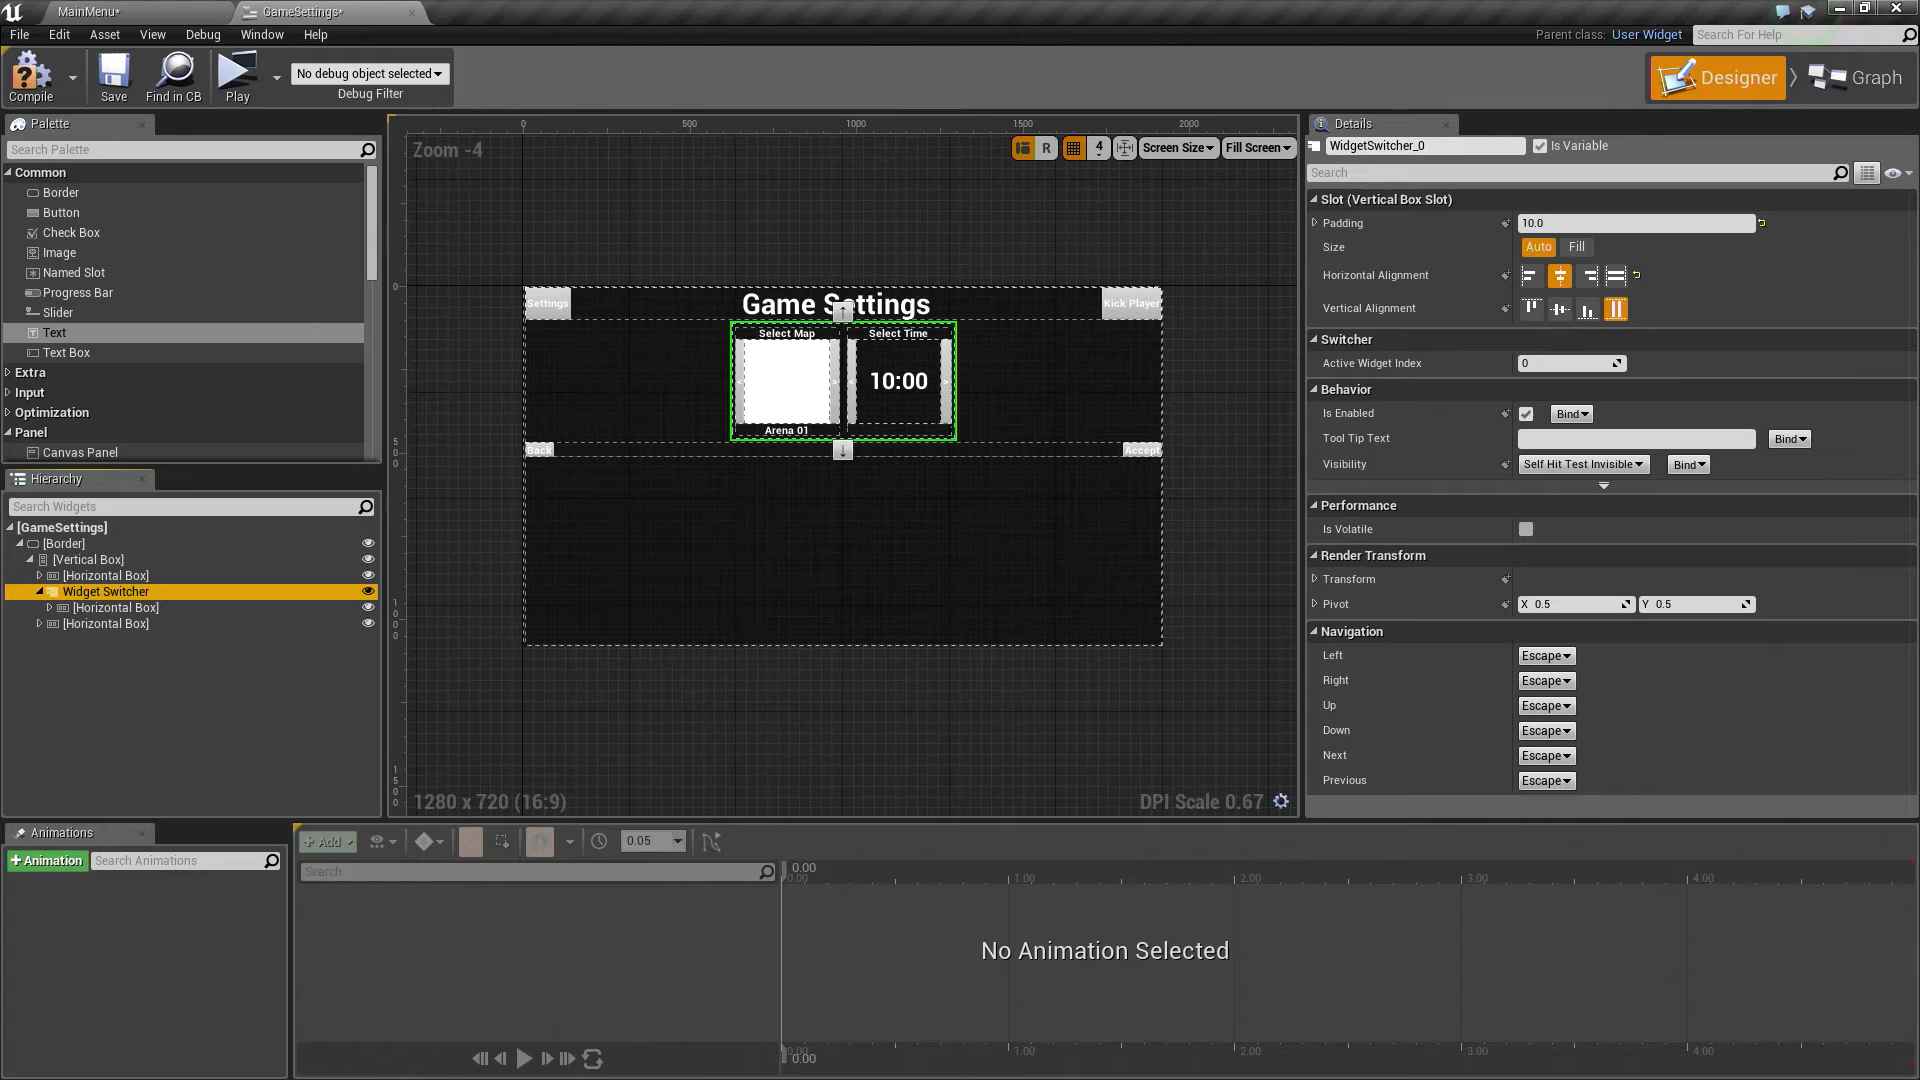 MainMenu*
GameSettings*
File Edit Asset View Debug Window Help
Parent class: User Widget
Search For Help
Compile
Save
Find in CB
Play
No debug object selected
Debug Filter
Designer
Graph
Palette
Search Palette
Common
Border
Button
Check Box
Image
Named Slot
Progress Bar
Slider
Text
Text Box
Extra
Input
Optimization
Panel
Canvas Panel
Hierarchy
Search Widgets
[GameSettings]
[Border]
[Vertical Box]
[Horizontal Box]
Widget Switcher
[Horizontal Box]
[Horizontal Box]
0 500 1000 1500 2000
Zoom -4
R
4
Screen Size
Fill Screen
0
500
1000
1500
Settings
Game Settings
Kick Player
Select Map
Select Time
10:00
Arena 01
Back
Accept
1280 x 720 (16:9)
DPI Scale 0.67
Details
WidgetSwitcher_0
Is Variable
Search
Slot (Vertical Box Slot)
Padding 10.0
Size Auto Fill
Horizontal Alignment
Vertical Alignment
Switcher
Active Widget Index 0
Behavior
Is Enabled Bind
Tool Tip Text Bind
Visibility Self Hit Test Invisible Bind
Performance
Is Volatile
Render Transform
Transform
Pivot X 0.5 Y 0.5
Navigation
Left Escape
Right Escape
Up Escape
Down Escape
Next Escape
Previous Escape
Animations
+ Animation
Search Animations
+ Add
0.05
Search
0.00
0.00 1.00 2.00 3.00 4.00
No Animation Selected
0.00 1.00 2.00 3.00 4.00
0.00